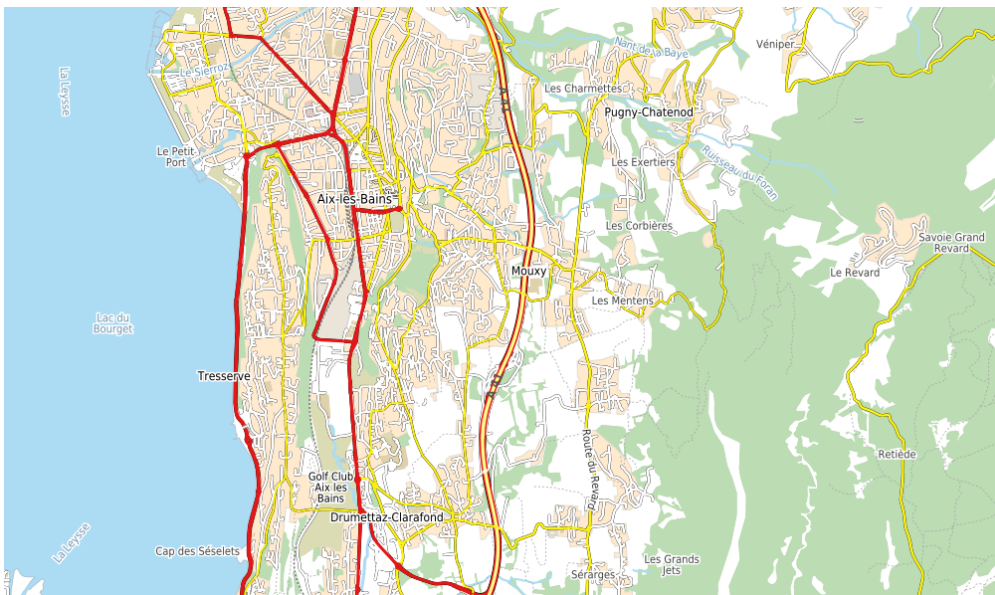 Véniper
Nant de la Baye
La Leysse
Le Sierroz
Les Charmettes
A 41
Pugny-Chatenod
Le Petit
Port
Les Exertiers
Ruisseau du Foran
Aix-les-Bains
Les Corbières
Savoie Grand
Revard
Mouxy
Le Revard
Les Mentens
Lac du
Bourget
Tresserve
A 41
Route du Revard
Retiède
Golf Club
Aix les
Bains
Drumettaz-Clarafond
La Leysse
Cap des Séselets
Les Grands
Jets
Sérarges